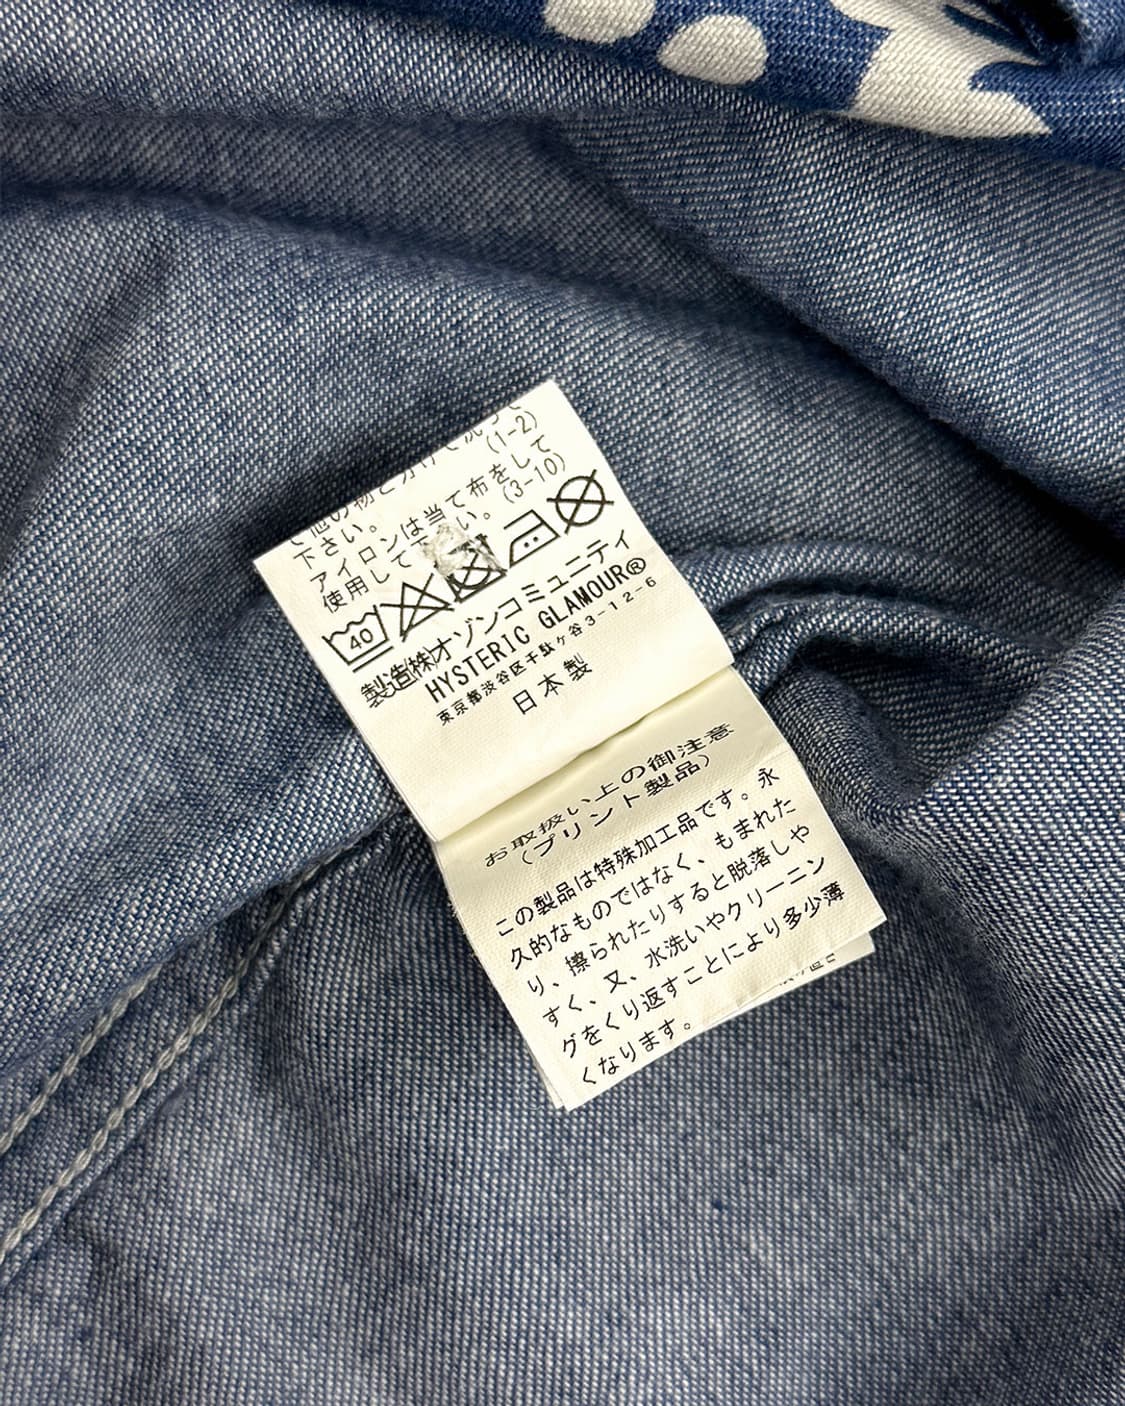 他の物と分けて洗って
下さい。 (1-2)
アイロンは当て布をして
使用して下さい。(3-10)
40
製造㈱オゾンコミュニティ
HYSTERIC GLAMOUR®
東京都渋谷区千駄ヶ谷3-12-6
日本製
お取扱い上の御注意
(プリント製品)
この製品は特殊加工品です。永
久的なものではなく、もまれた
り、擦られたりすると脱落しや
すく、又、水洗いやクリーニン
グをくり返すことにより多少薄
くなります。